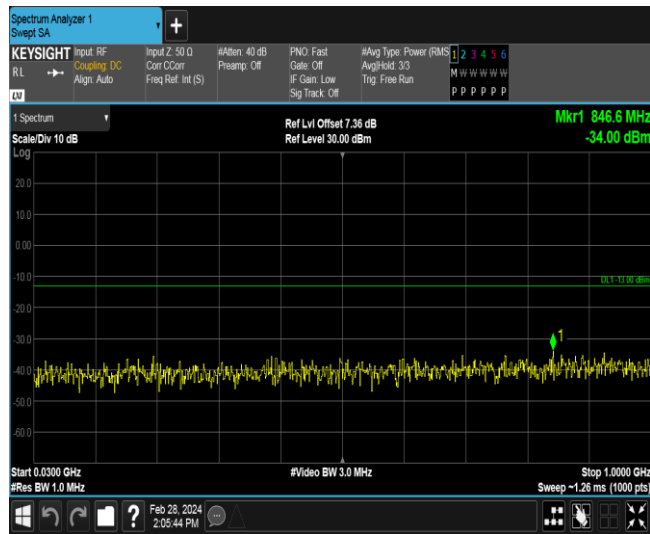 Spectrum Analyzer 1
Swept SA
+
KEYSIGHT
RL
LXI
Input: RF
Coupling: DC
Align: Auto
Input Z: 50 Ω
Corr CCorr
Freq Ref: Int (S)
#Atten: 40 dB
Preamp: Off
PNO: Fast
Gate: Off
IF Gain: Low
Sig Track: Off
#Avg Type: Power (RMS
Avg|Hold: 3/3
Trig: Free Run
1 2 3 4 5 6
M W W W W W
P P P P P P
1 Spectrum
Scale/Div 10 dB
Log
Ref Lvl Offset 7.36 dB
Ref Level 30.00 dBm
Mkr1 846.6 MHz
-34.00 dBm
20.0
10.0
0.00
-10.0
DL1 -13.00 dBm
-20.0
-30.0
1
-40.0
-50.0
-60.0
Start 0.0300 GHz
#Res BW 1.0 MHz
#Video BW 3.0 MHz
Stop 1.0000 GHz
Sweep ~1.26 ms (1000 pts)
?
Feb 28, 2024
2:05:44 PM